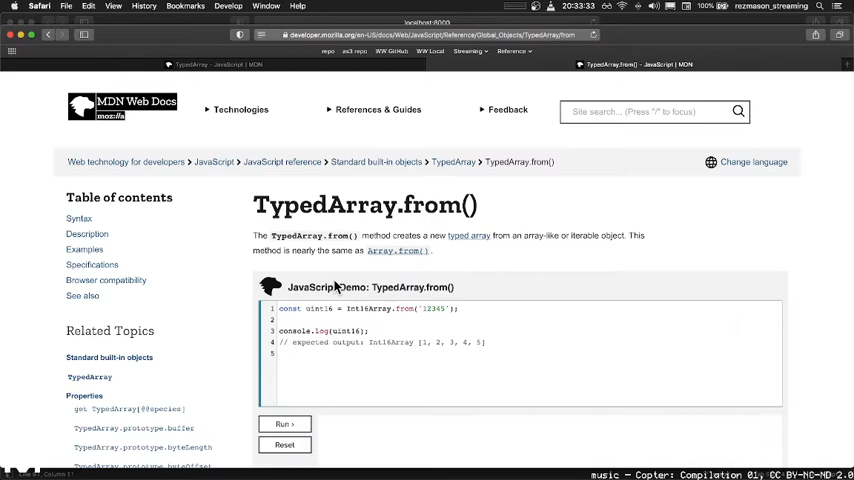 Safari File Edit View History Bookmarks Develop Window Help 100% 20:33:33 rezmason_streaming
localhost:8000
developer.mozilla.org/en-US/docs/Web/JavaScript/Reference/Global_Objects/TypedArray/from
repo as3 repo WW GitHub WW Local Streaming Reference
TypedArray - JavaScript | MDN TypedArray.from() - JavaScript | MDN
MDN Web Docs
moz://a
Technologies References & Guides Feedback Site search... (Press "/" to focus)
Web technology for developers JavaScript JavaScript reference Standard built-in objects TypedArray TypedArray.from() Change language
Table of contents
Syntax
Description
Examples
Specifications
Browser compatibility
See also
Related Topics
Standard built-in objects
TypedArray
Properties
get TypedArray[@@species]
TypedArray.prototype.buffer
TypedArray.prototype.byteLength
TypedArray.prototype.byteOffset
TypedArray.from()
The TypedArray.from() method creates a new typed array from an array-like or iterable object. This
method is nearly the same as Array.from().
JavaScript Demo: TypedArray.from()
1 const uint16 = Int16Array.from('12345');
2
3 console.log(uint16);
4 // expected output: Int16Array [1, 2, 3, 4, 5]
5
Run ›
Reset
music - Copter: Compilation 01, CC BY-NC-ND 2.0